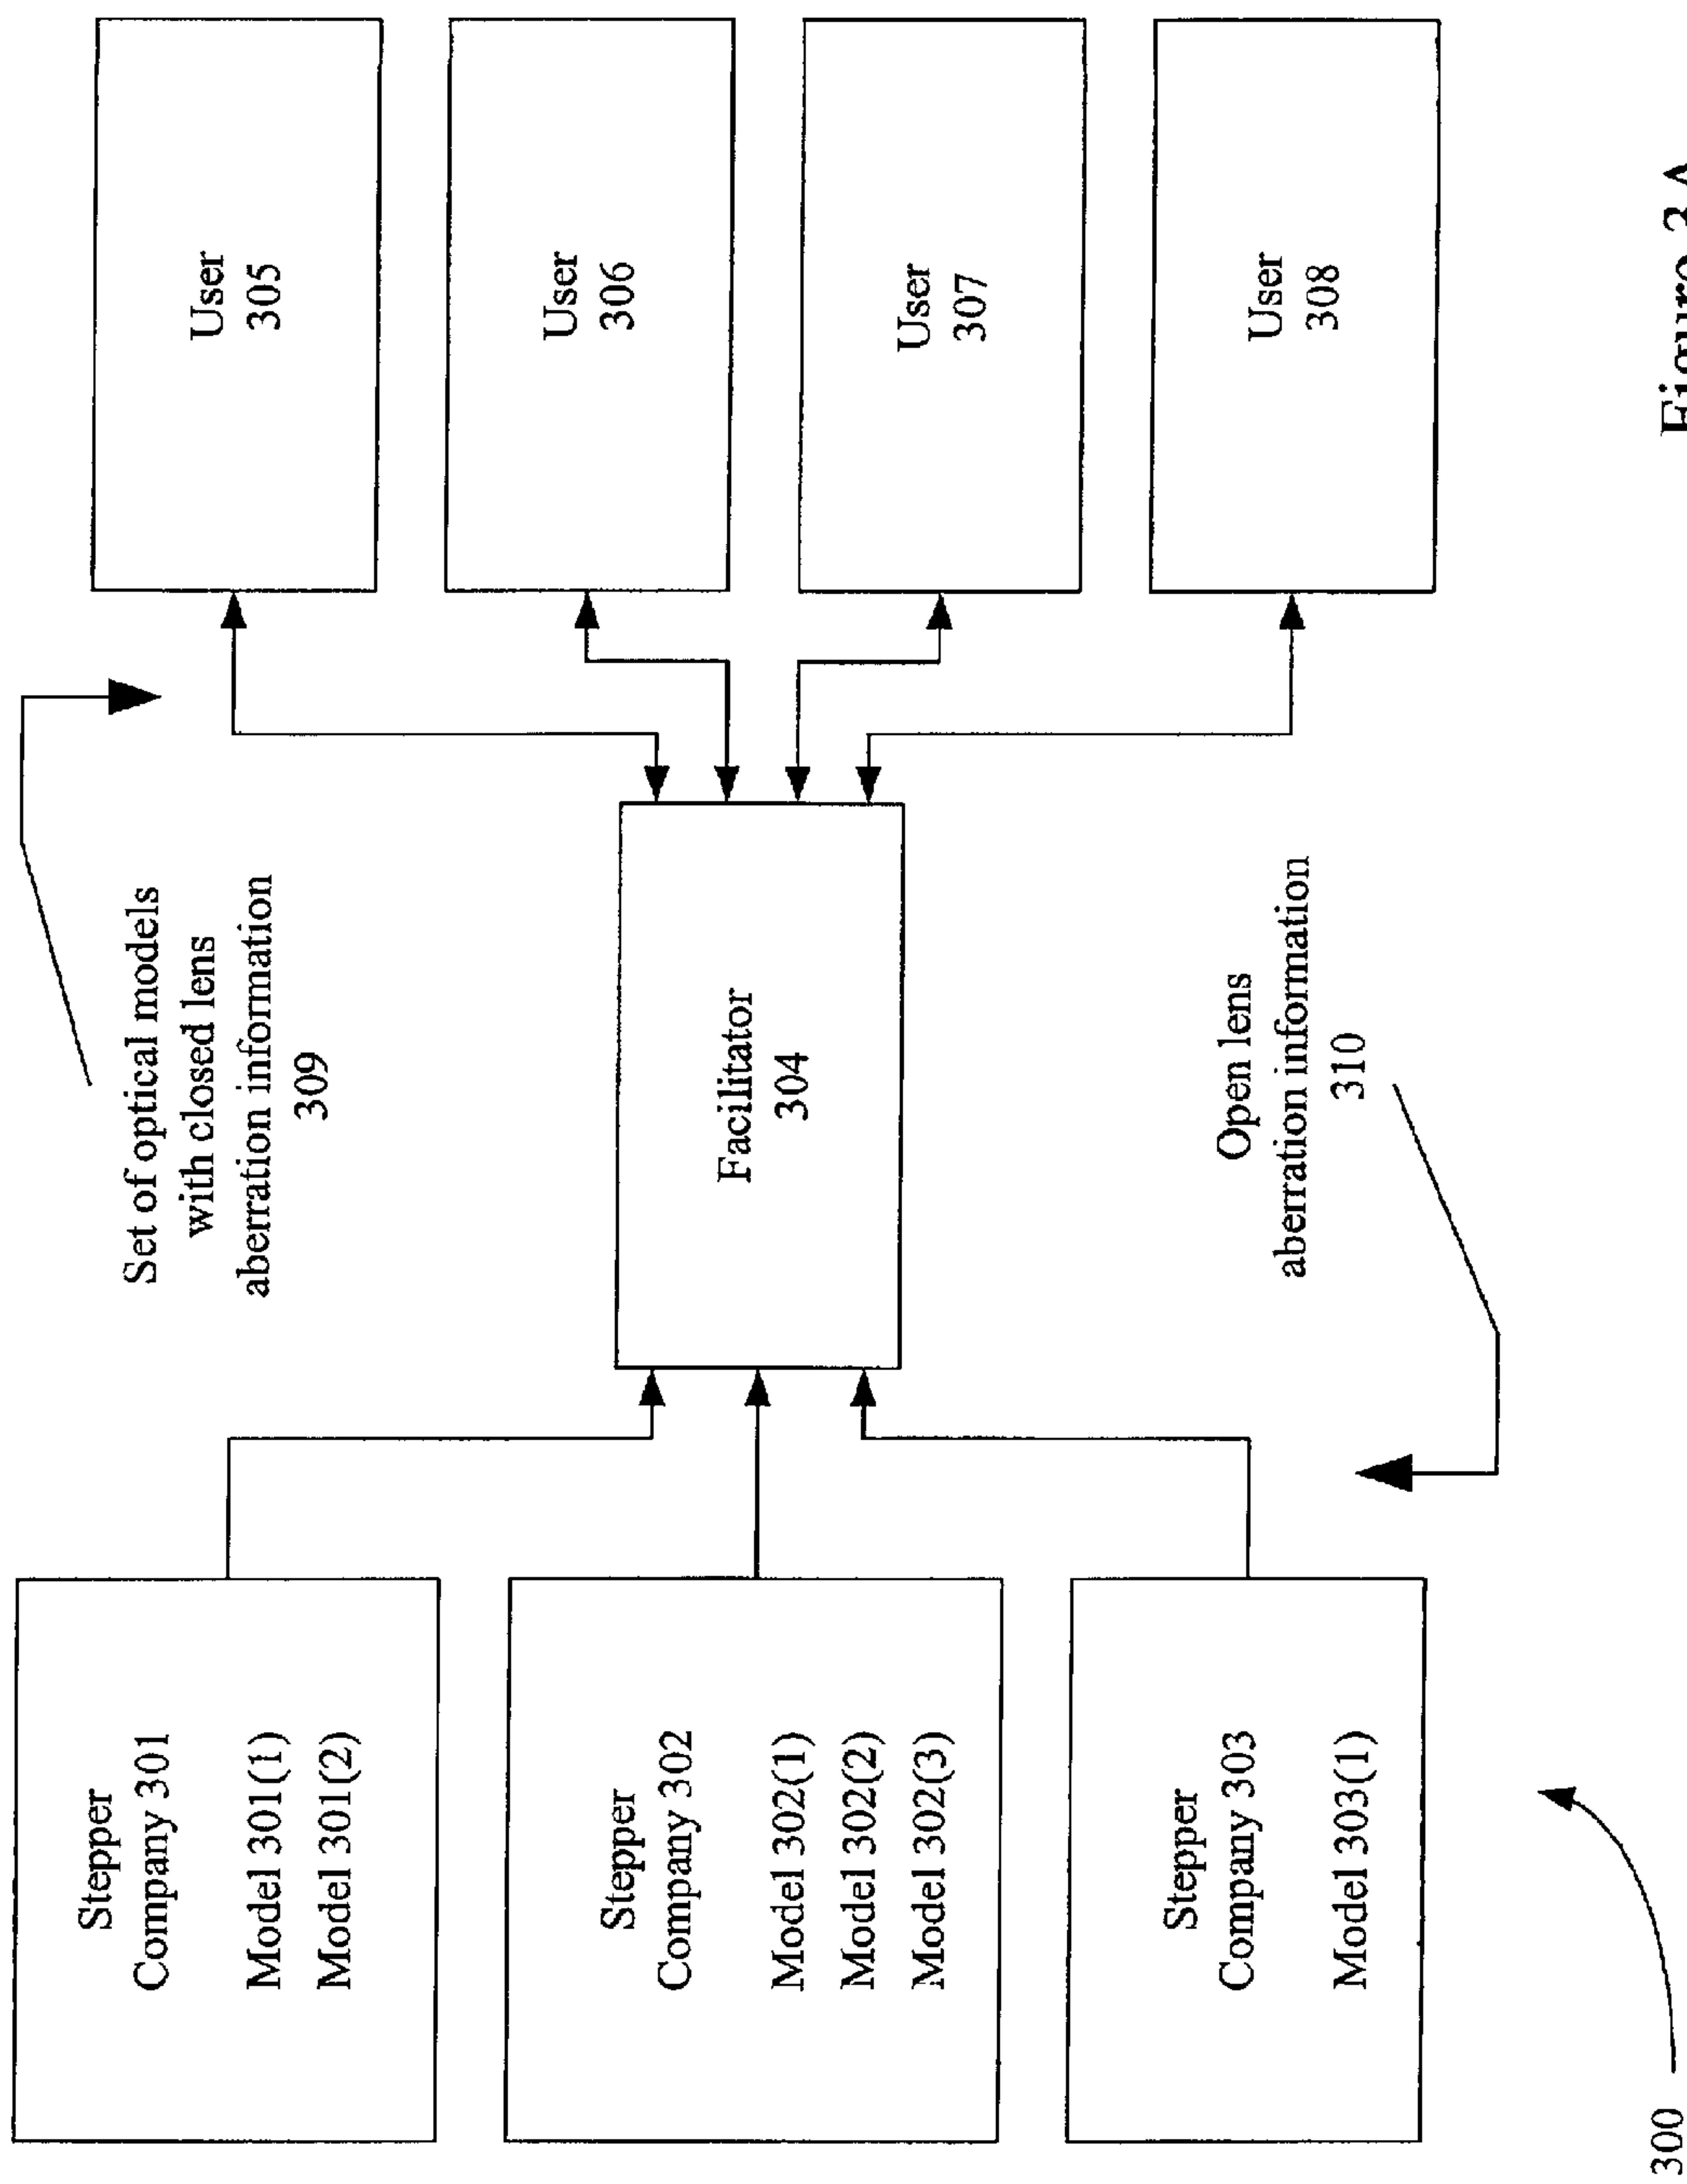 Stepper
Company 301
Model 301(1)
Model 301(2)
Stepper
Company 302
Model 302(1)
Model 302(2)
Model 302(3)
Stepper
Company 303
Model 303(1)
Set of optical models
with closed lens
aberration information
309
Facilitator
304
Open lens
aberration information
310
User
305
User
306
User
307
User
308
300
Figure 3A